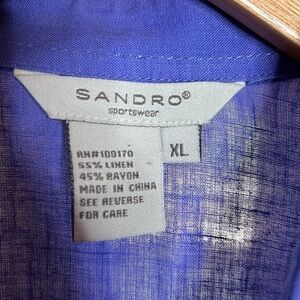 SANDRO®
sportswear
RN#100170
55% LINEN
45% RAYON
MADE IN CHINA
SEE REVERSE
FOR CARE
XL